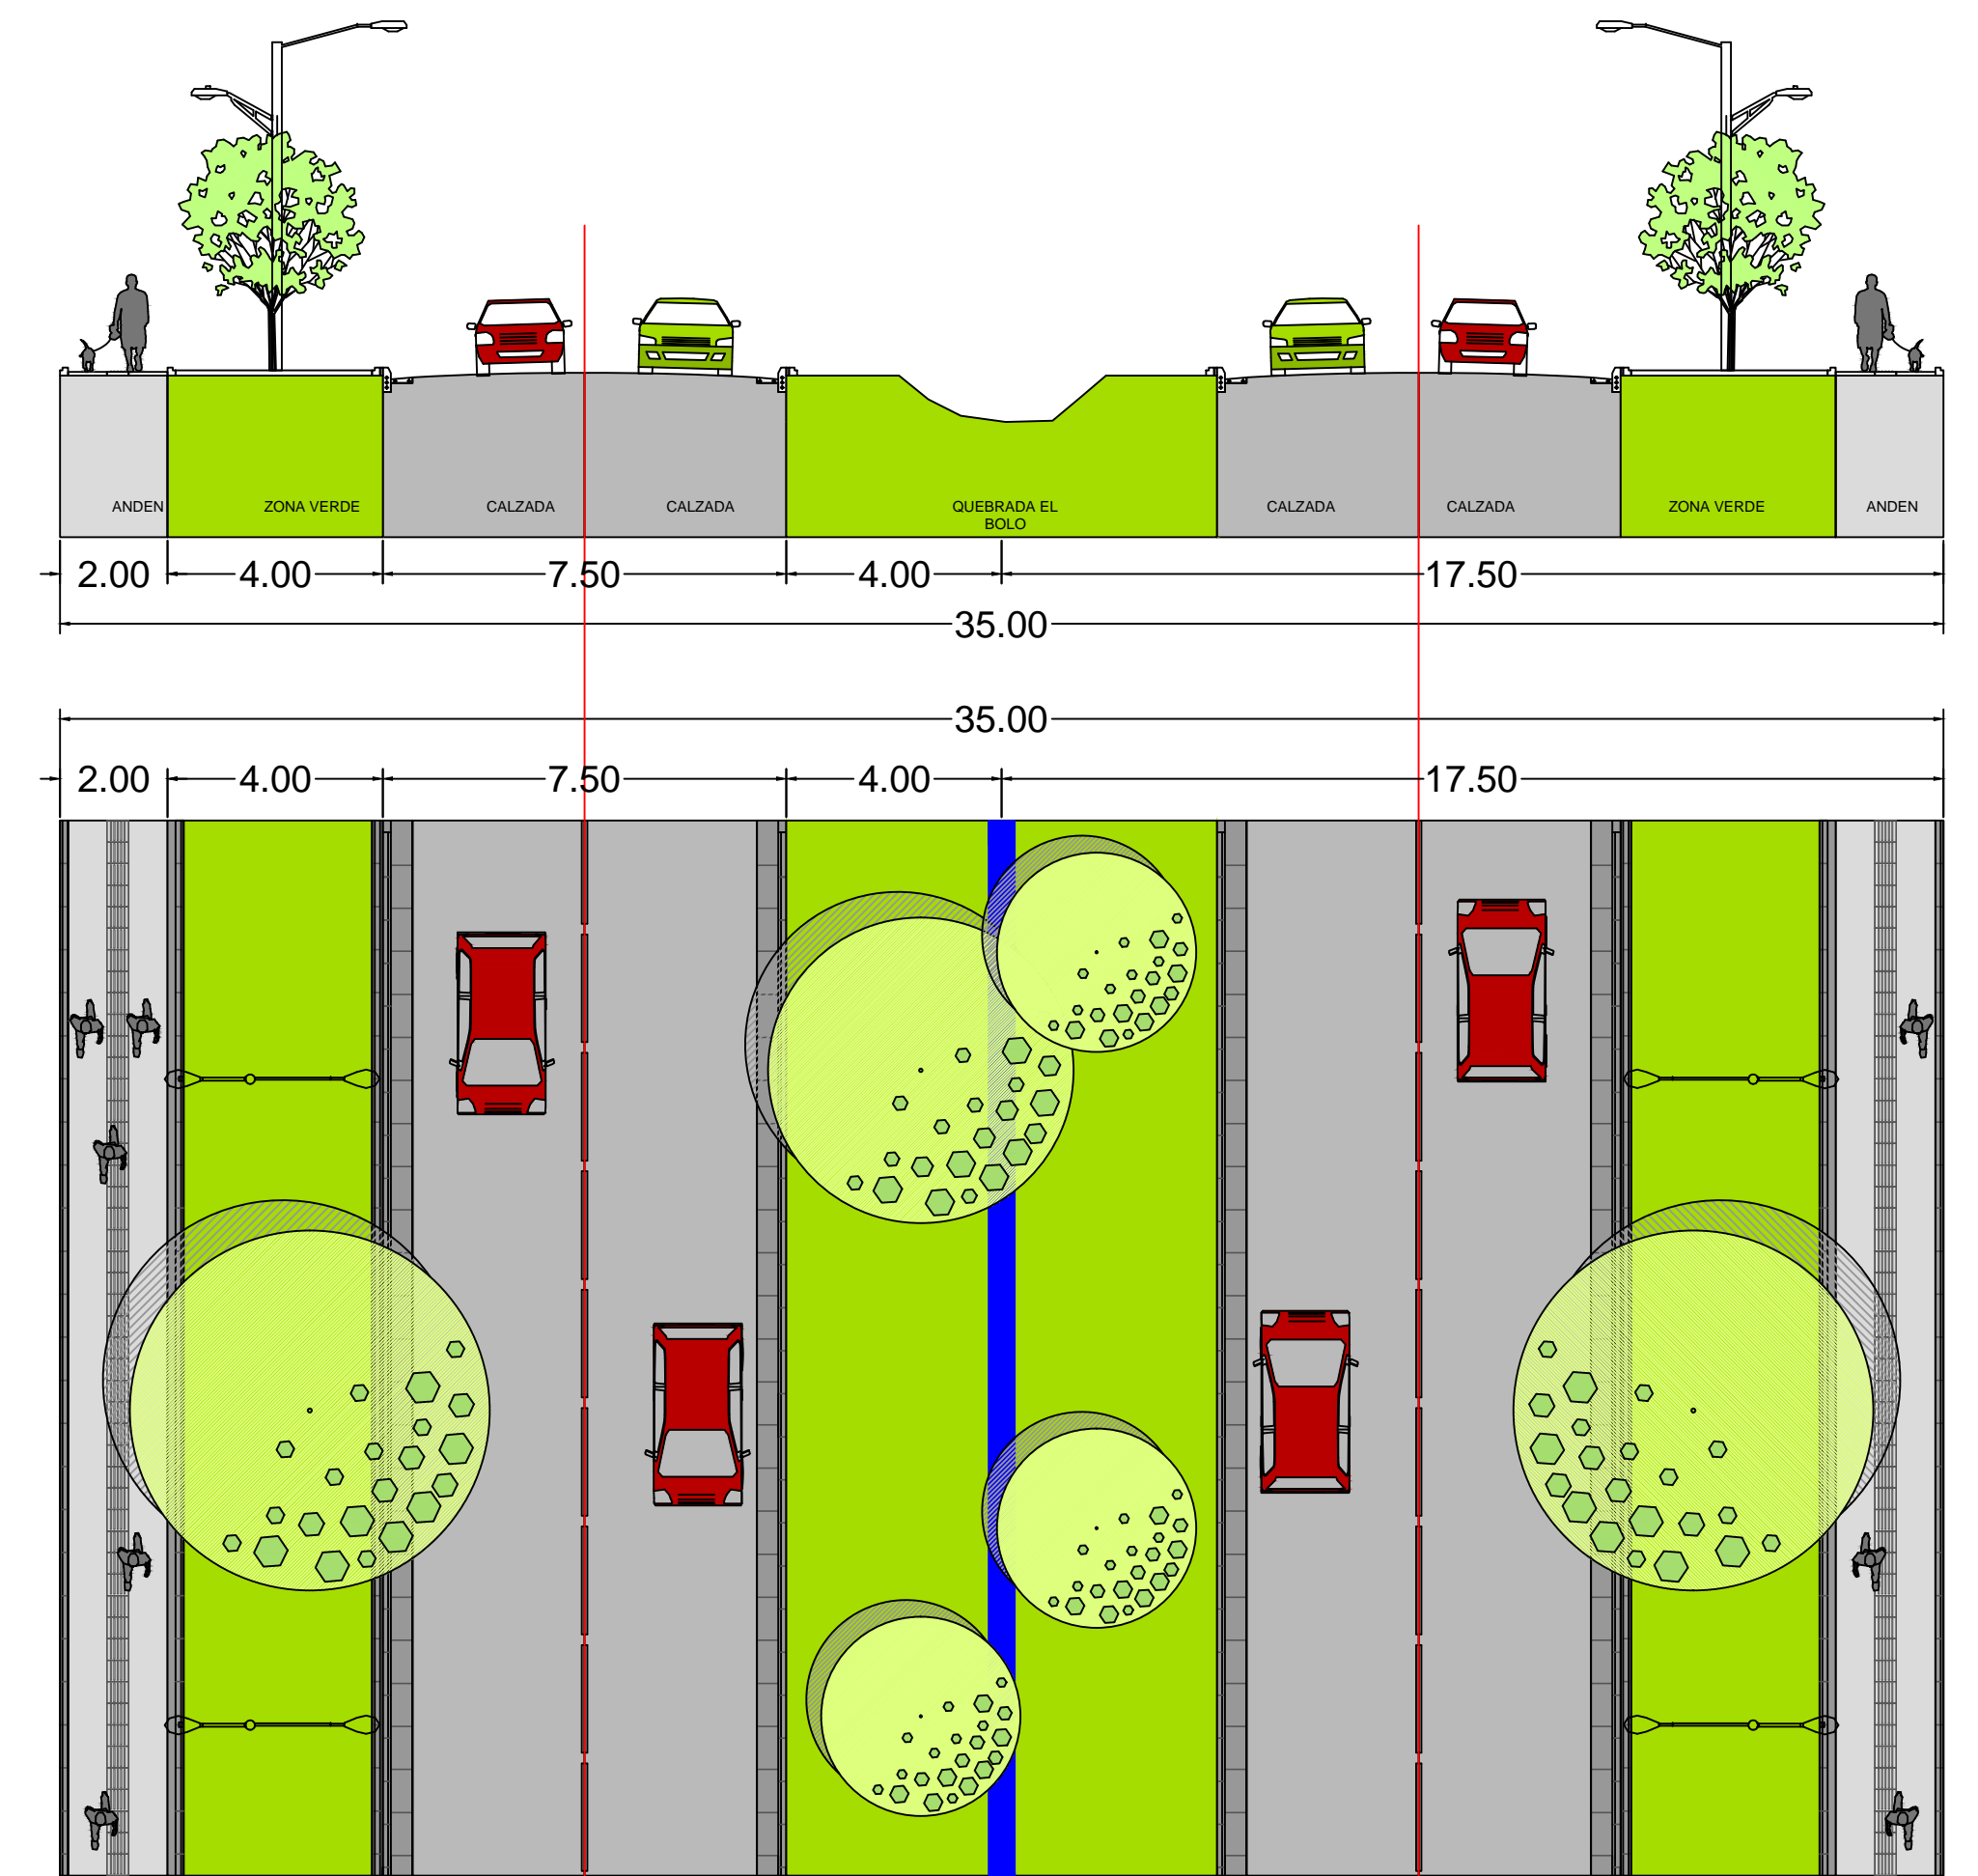 ANDEN ZONA VERDE CALZADA CALZADA QUEBRADA EL CALZADA CALZADA ZONA VERDE ANDEN
BOLO
2.00 4.00 7.50 4.00 17.50
35.00
35.00
2.00 4.00 7.50 4.00 17.50